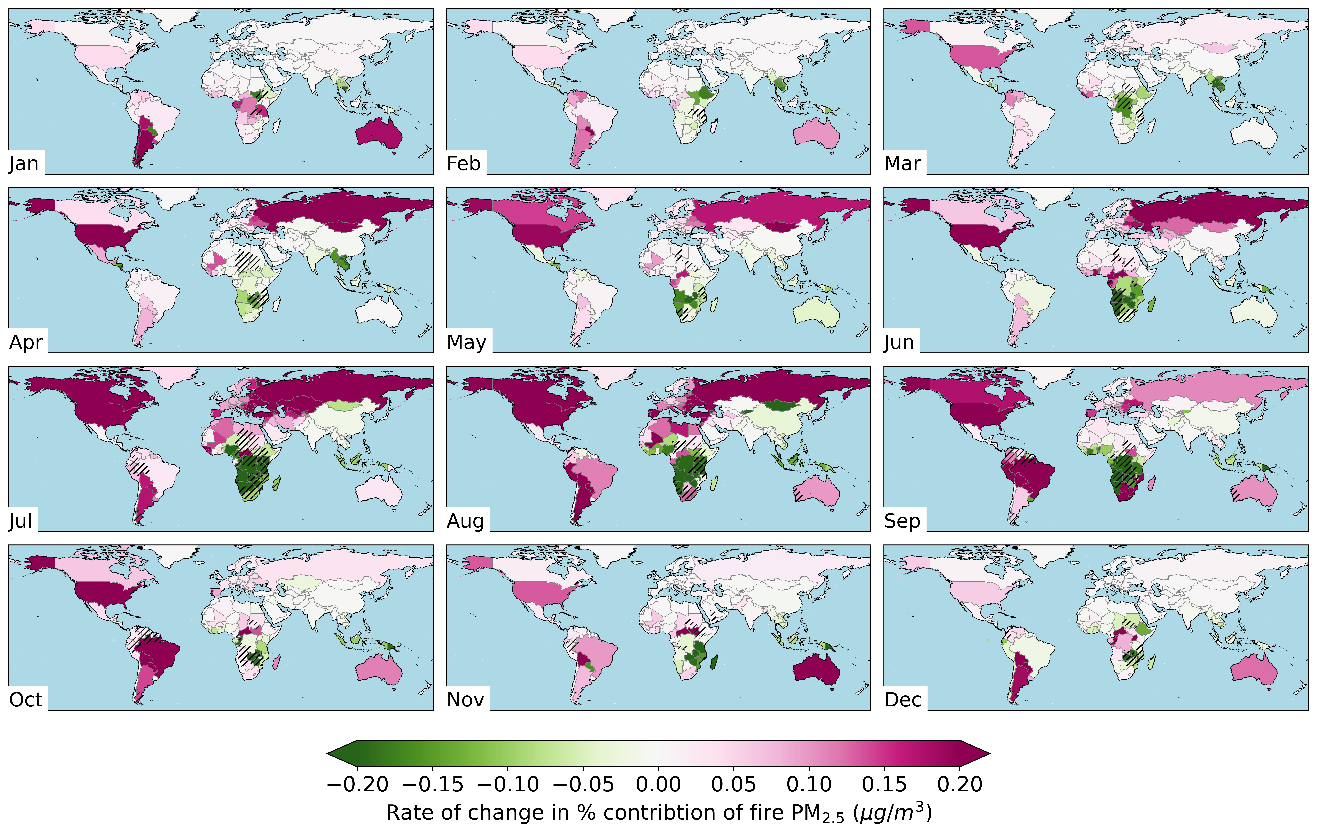 Jan
Feb
Mar
Apr
May
Jun
Jul
Aug
Sep
Oct
Nov
Dec
−0.20 −0.15 −0.10 −0.05 0.00 0.05 0.10 0.15 0.20
Rate of change in % contribtion of fire PM2.5 (μg/m³)